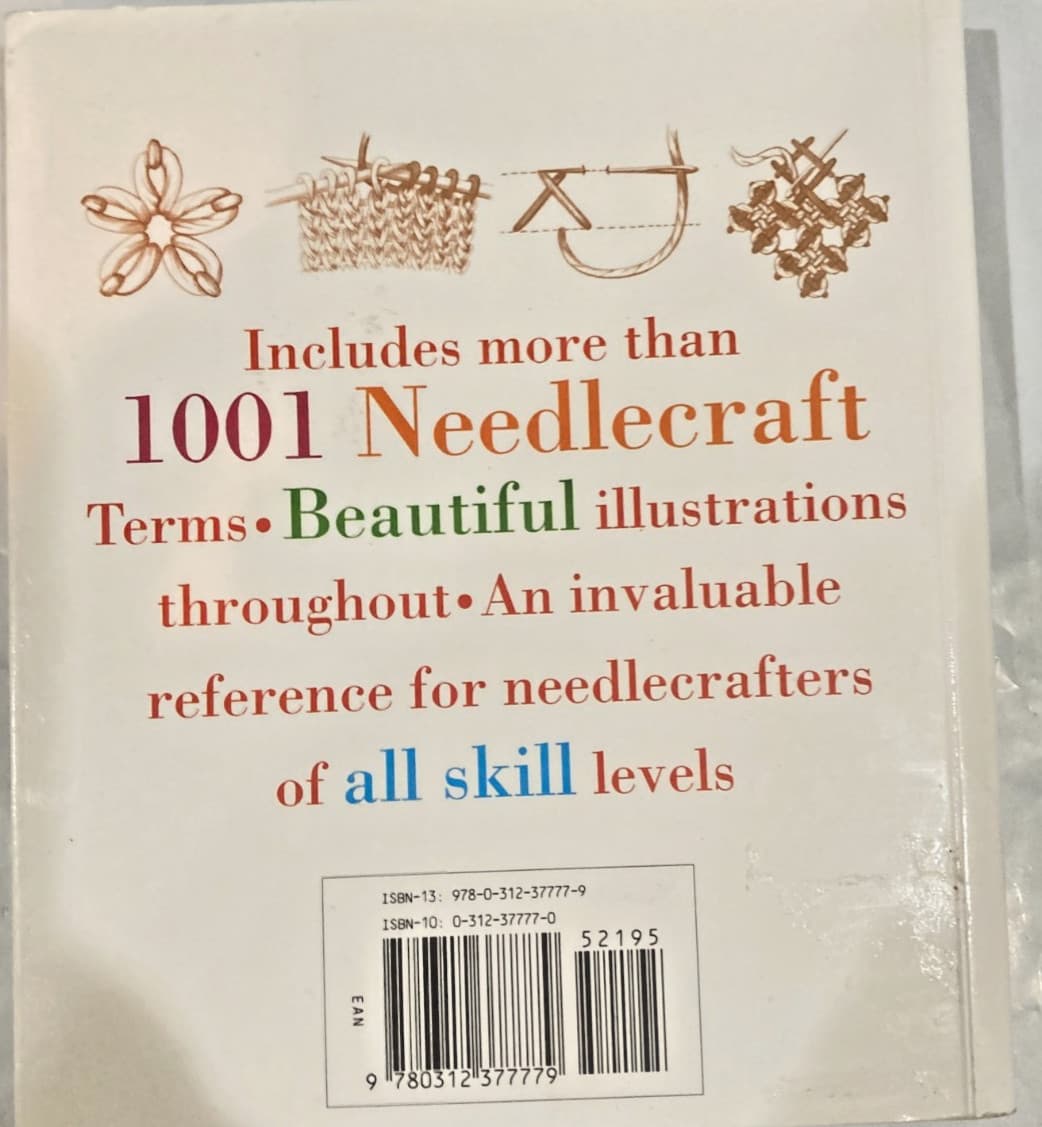 Includes more than
1001 Needlecraft
Terms • Beautiful illustrations
throughout • An invaluable
reference for needlecrafters
of all skill levels
ISBN-13: 978-0-312-37777-9
ISBN-10: 0-312-37777-0
52195
EAN
9 780312 377779